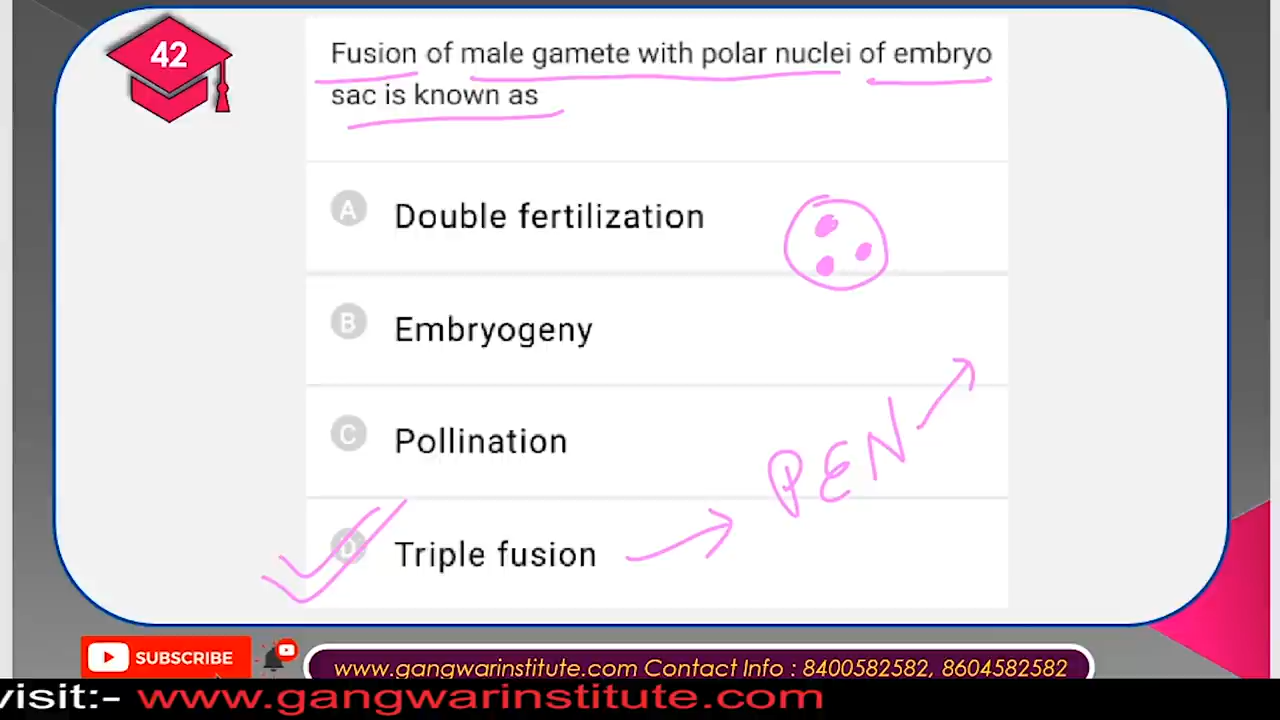 42
Fusion of male gamete with polar nuclei of embryo
sac is known as
A Double fertilization
B Embryogeny
C Pollination
D Triple fusion
PEN
SUBSCRIBE
www.gangwarinstitute.com Contact Info : 8400582582, 8604582582
visit:- www.gangwarinstitute.com